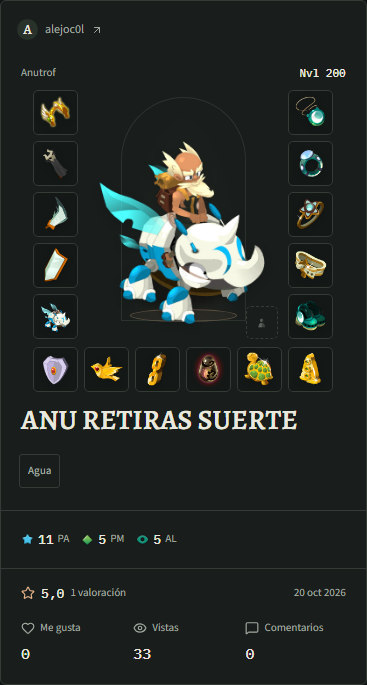 A alejoc0l
Anutrof Nvl 200
ANU RETIRAS SUERTE
Agua
11 PA 5 PM 5 AL
5,0 1 valoración 20 oct 2026
Me gusta Vistas Comentarios
0 33 0